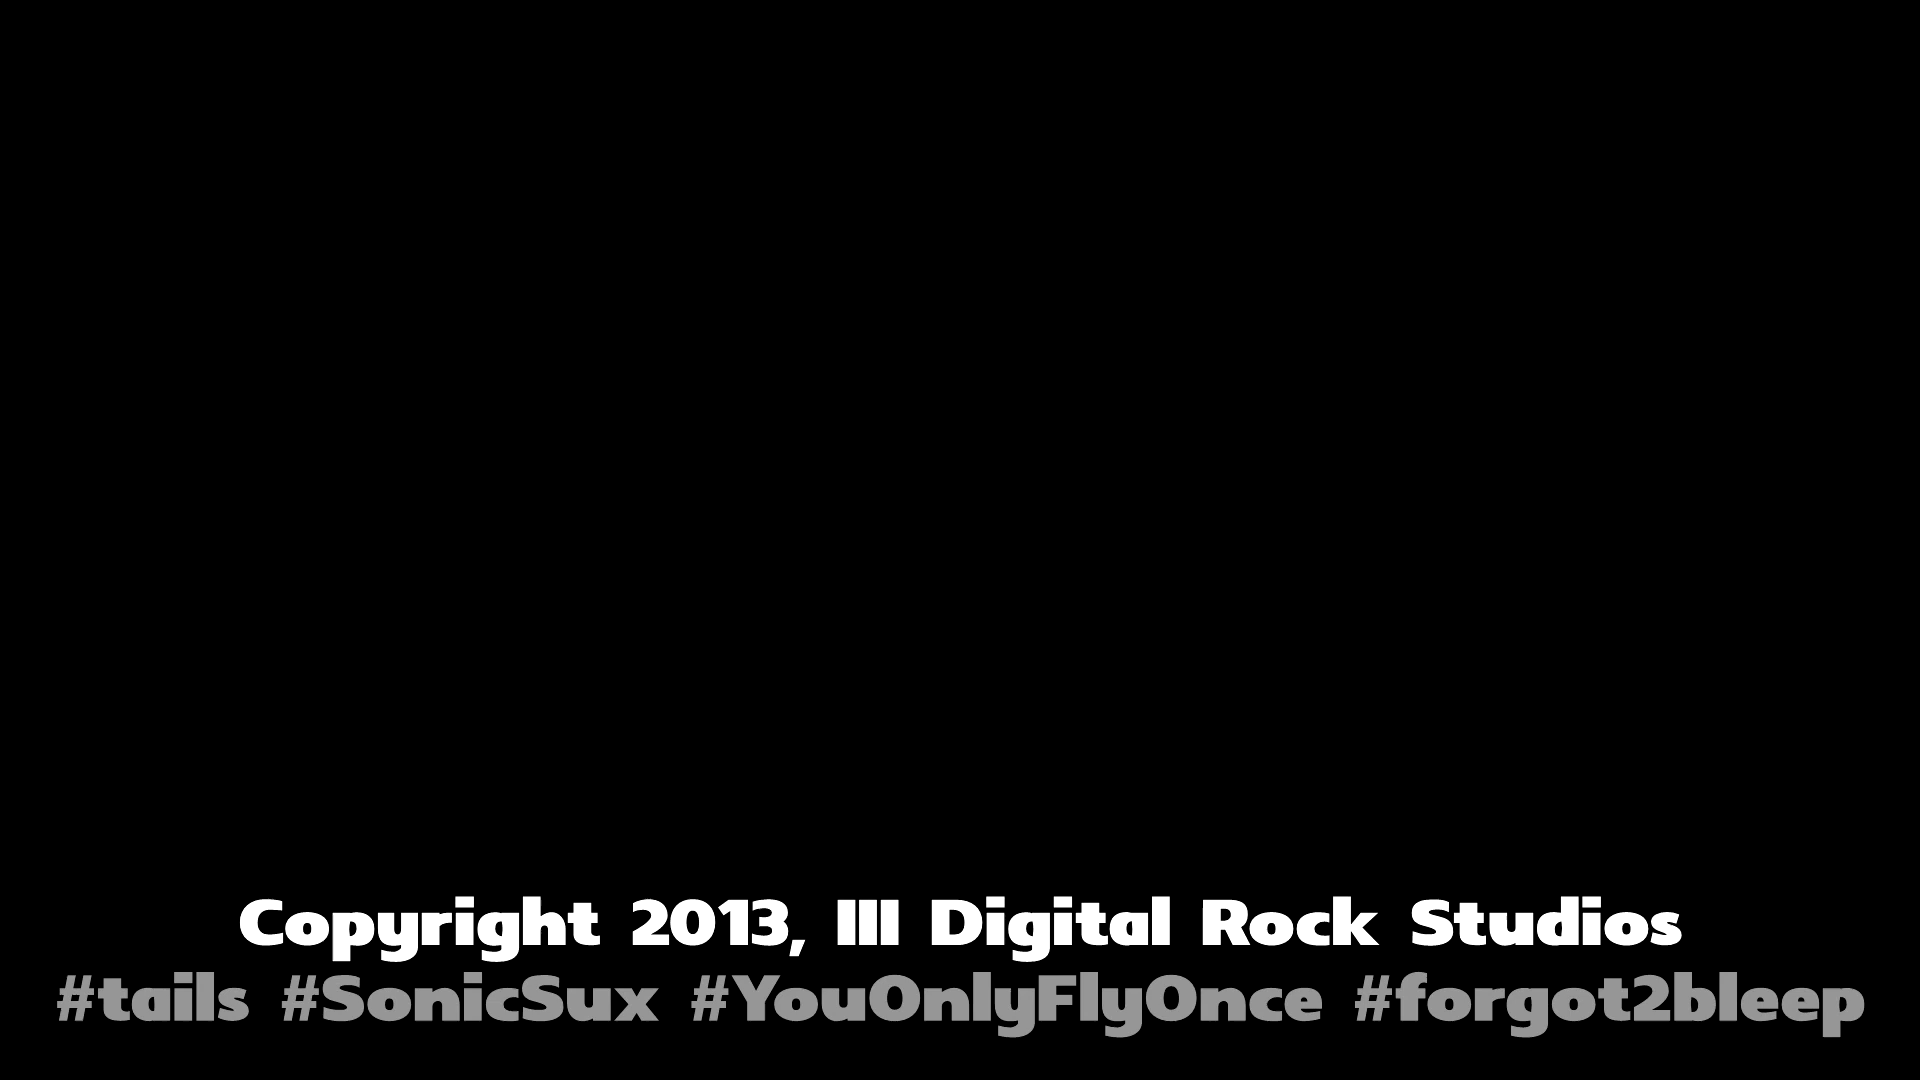 Copyright 2013, III Digital Rock Studios
#tails #SonicSux #YouOnlyFlyOnce #forgot2bleep